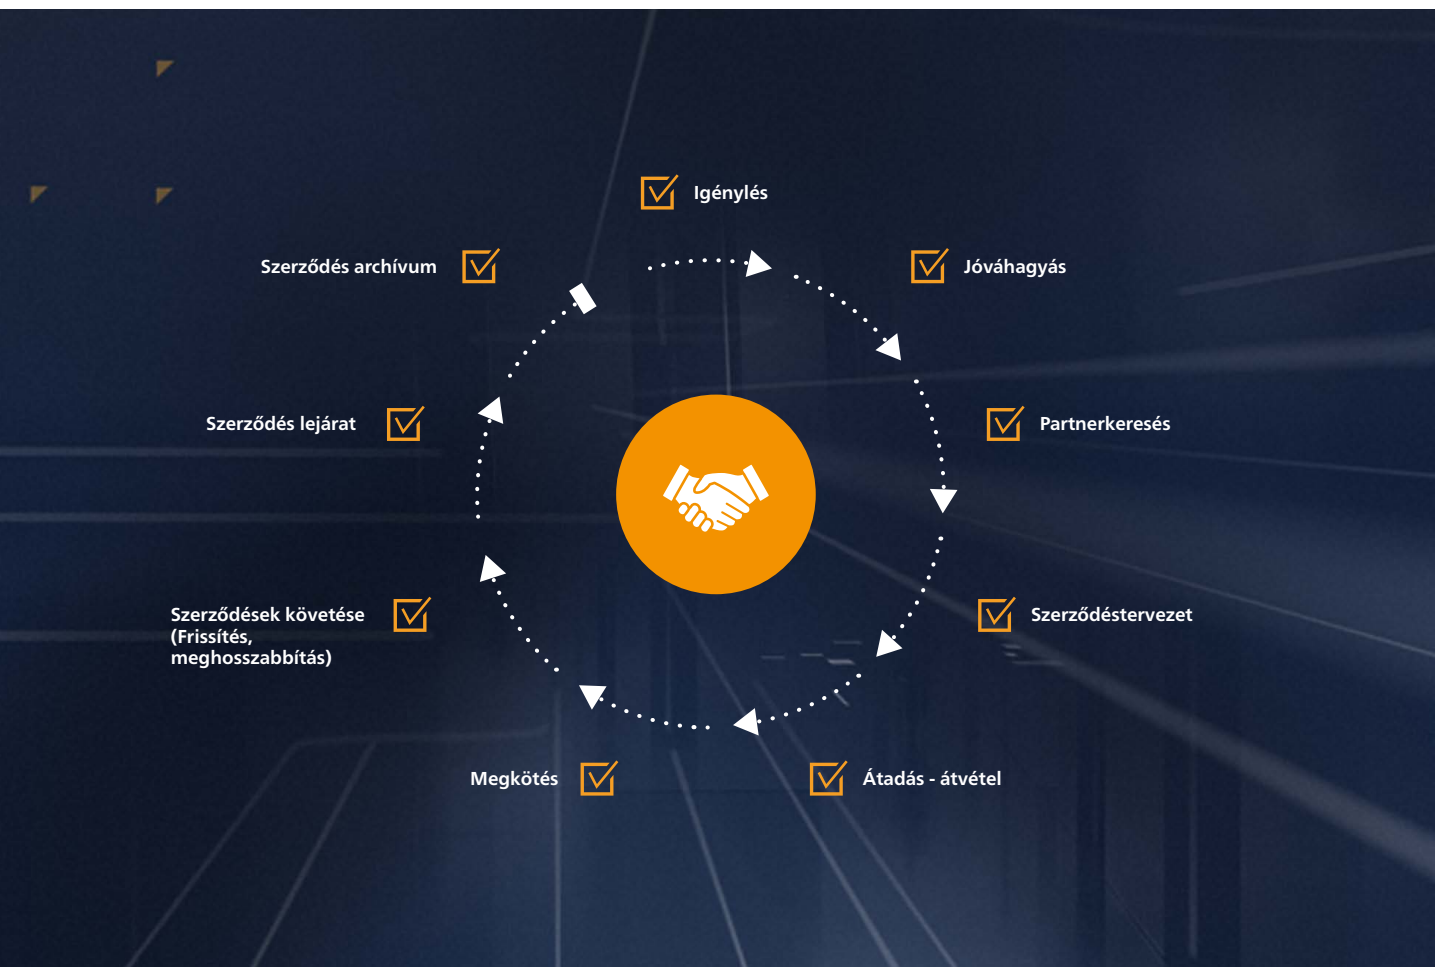 Igénylés
Jóváhagyás
Partnerkeresés
Szerződéstervezet
Átadás - átvétel
Megkötés
Szerződések követése
(Frissítés,
meghosszabbítás)
Szerződés lejárat
Szerződés archívum